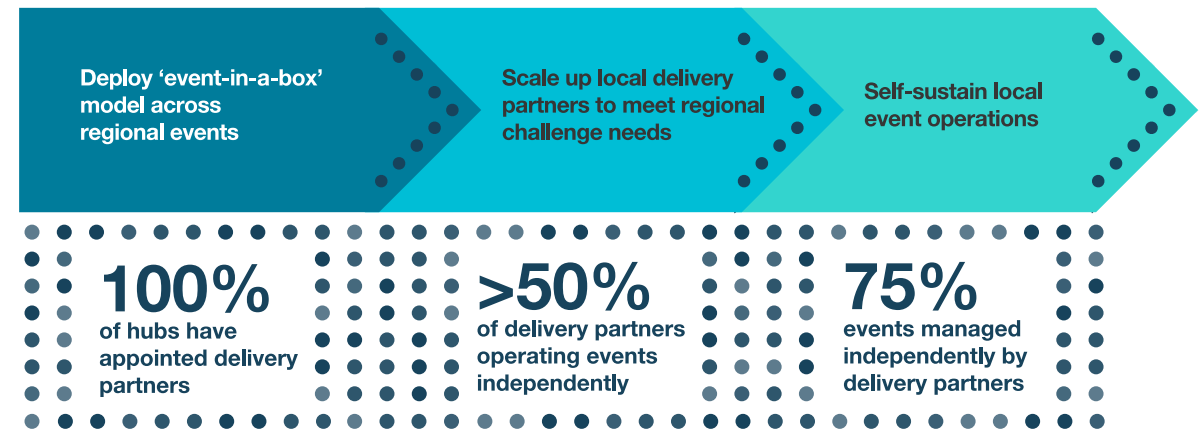 Deploy ‘event-in-a-box’
model across
regional events
Scale up local delivery
partners to meet regional
challenge needs
Self-sustain local
event operations
100%
of hubs have
appointed delivery
partners
>50%
of delivery partners
operating events
independently
75%
events managed
independently by
delivery partners